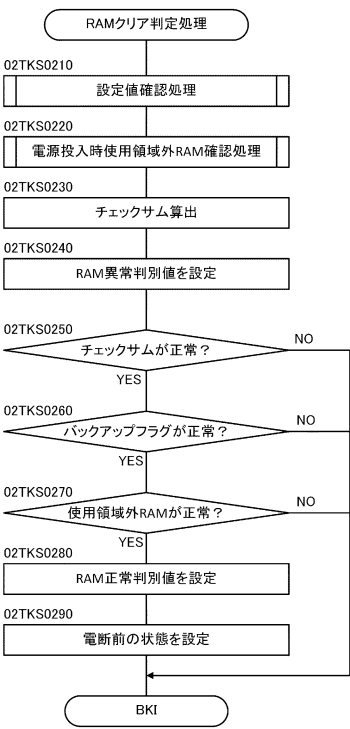 RAMクリア判定処理
02TKS0210
設定値確認処理
02TKS0220
電源投入時使用領域外RAM確認処理
02TKS0230
チェックサム算出
02TKS0240
RAM異常判別値を設定
02TKS0250
チェックサムが正常？
NO
YES
02TKS0260
バックアップフラグが正常？
NO
YES
02TKS0270
使用領域外RAMが正常？
NO
YES
02TKS0280
RAM正常判別値を設定
02TKS0290
電断前の状態を設定
BKI